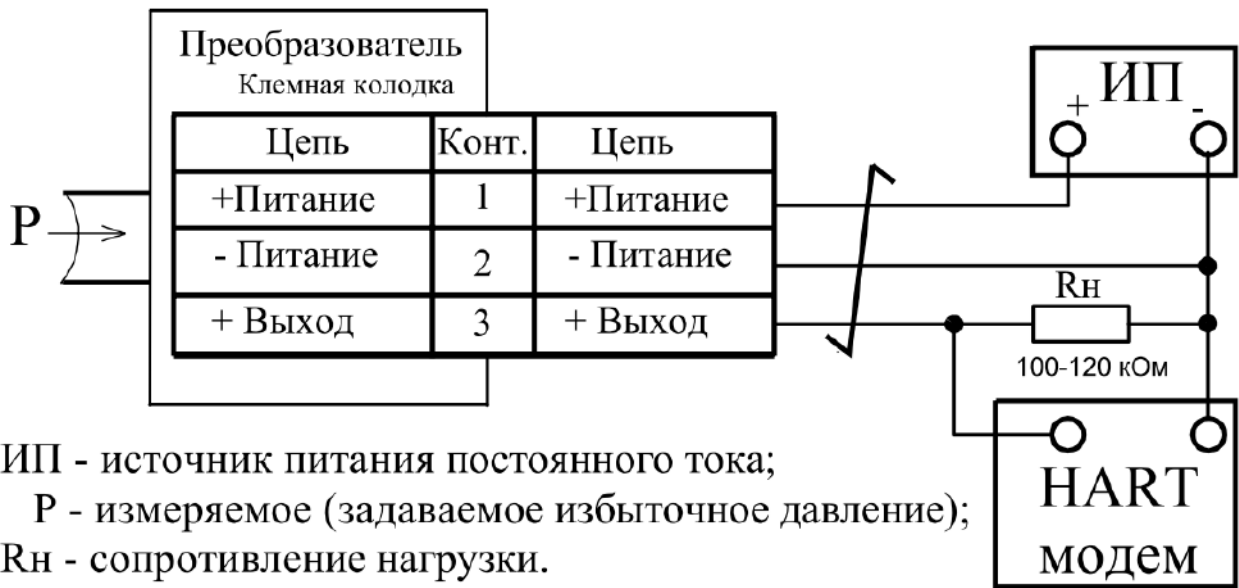 Преобразователь
Клемная колодка
Цепь Конт. Цепь
+Питание 1 +Питание
- Питание 2 - Питание
+ Выход 3 + Выход
P
+ ИП -
Rн
100-120 кОм
HART
модем
ИП - источник питания постоянного тока;
P - измеряемое (задаваемое избыточное давление);
Rн - сопротивление нагрузки.